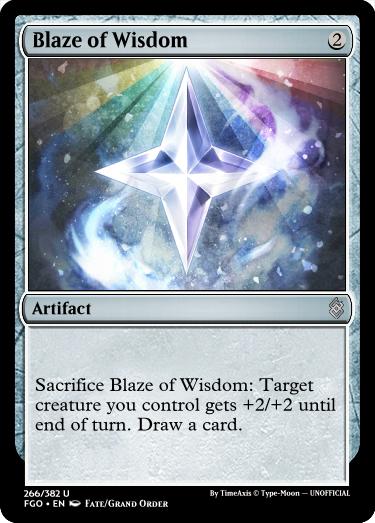 Blaze of Wisdom 2
Artifact
Sacrifice Blaze of Wisdom: Target
creature you control gets +2/+2 until
end of turn. Draw a card.
266/382 U
FGO • EN Fate/Grand Order
By TimeAxis © Type-Moon — UNOFFICIAL